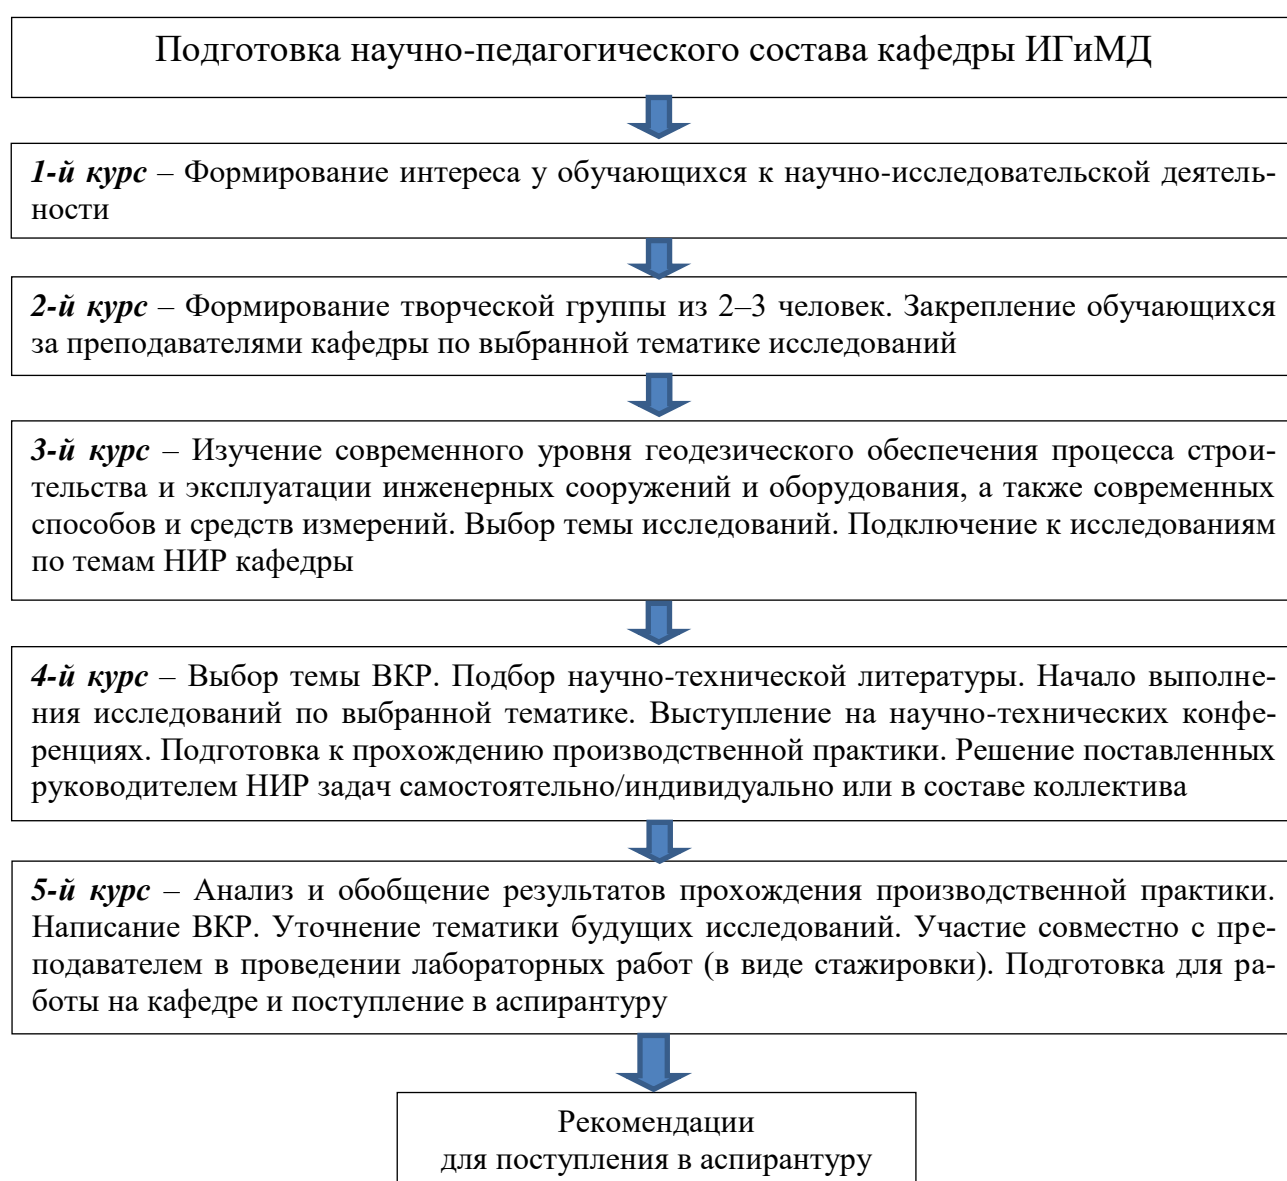 Подготовка научно-педагогического состава кафедры ИГиМД
1-й курс – Формирование интереса у обучающихся к научно-исследовательской деятель-
ности
2-й курс – Формирование творческой группы из 2–3 человек. Закрепление обучающихся
за преподавателями кафедры по выбранной тематике исследований
3-й курс – Изучение современного уровня геодезического обеспечения процесса строи-
тельства и эксплуатации инженерных сооружений и оборудования, а также современных
способов и средств измерений. Выбор темы исследований. Подключение к исследованиям
по темам НИР кафедры
4-й курс – Выбор темы ВКР. Подбор научно-технической литературы. Начало выполне-
ния исследований по выбранной тематике. Выступление на научно-технических конфе-
ренциях. Подготовка к прохождению производственной практики. Решение поставленных
руководителем НИР задач самостоятельно/индивидуально или в составе коллектива
5-й курс – Анализ и обобщение результатов прохождения производственной практики.
Написание ВКР. Уточнение тематики будущих исследований. Участие совместно с пре-
подавателем в проведении лабораторных работ (в виде стажировки). Подготовка для ра-
боты на кафедре и поступление в аспирантуру
Рекомендации
для поступления в аспирантуру